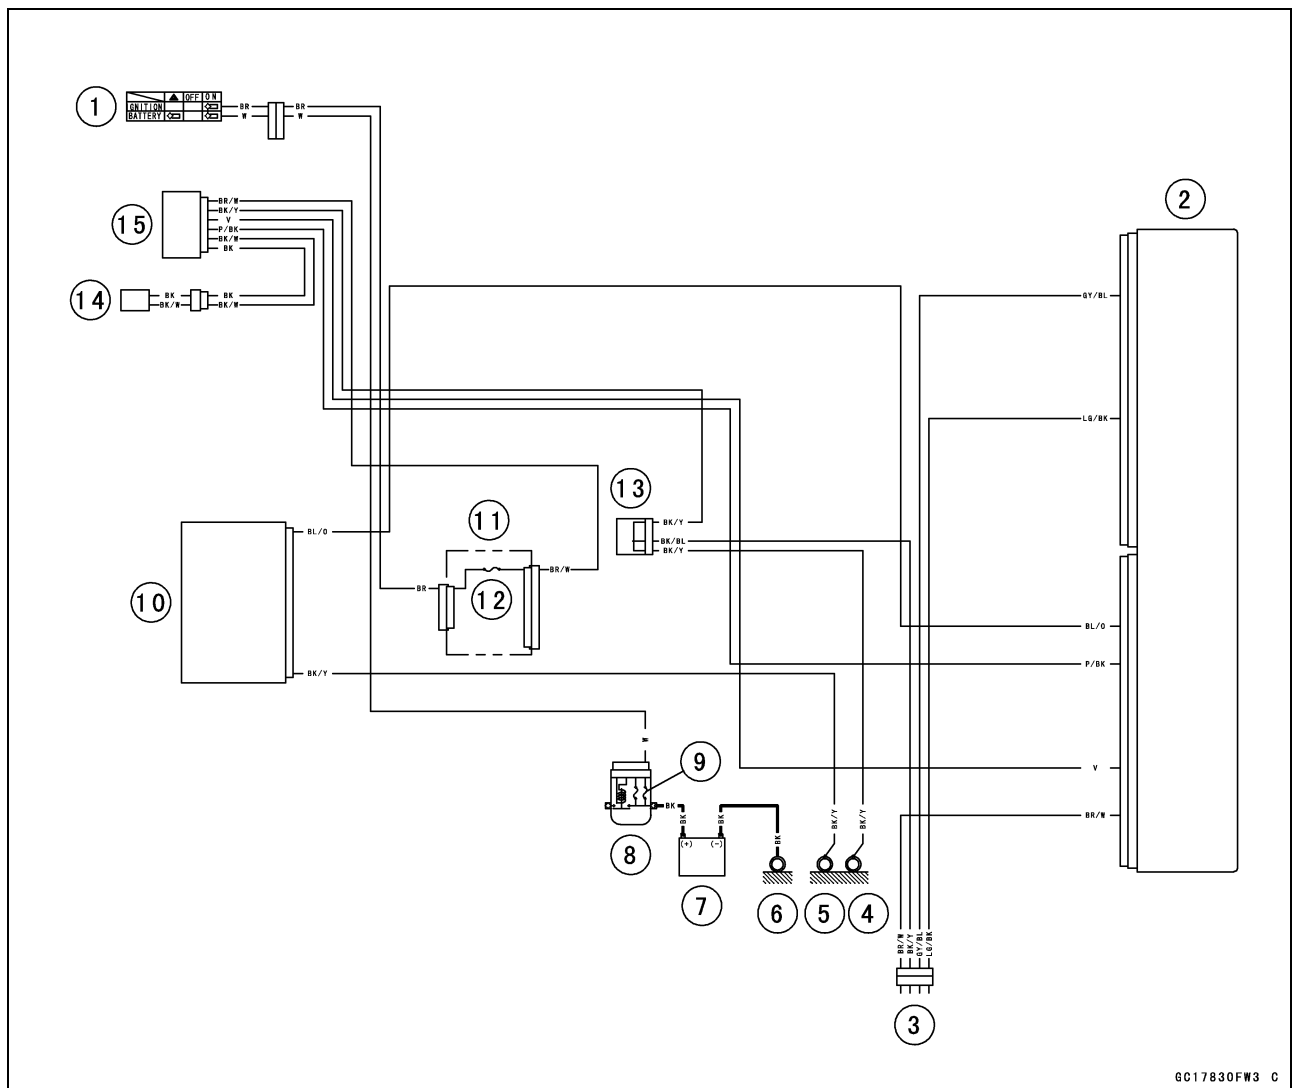 1
OFF ON
GNITION
BATTERY
BR BR
W W
2
15
BR/W
BK/Y
V
P/BK
BK/W
BK
14
BK BK
BK/W BK/W
GY/BL
LG/BK
13
BK/Y
BK/BL
BK/Y
11
BL/O
BR/W
BR
12
10
BL/O
P/BK
BK/Y
W
9
V
BK
BK BK BK BK/Y BK/Y
BR/W
(+) (-)
8
7
6
5
4
BR/W BK/Y GY/BL LG/BK
3
GC17830FW3 C